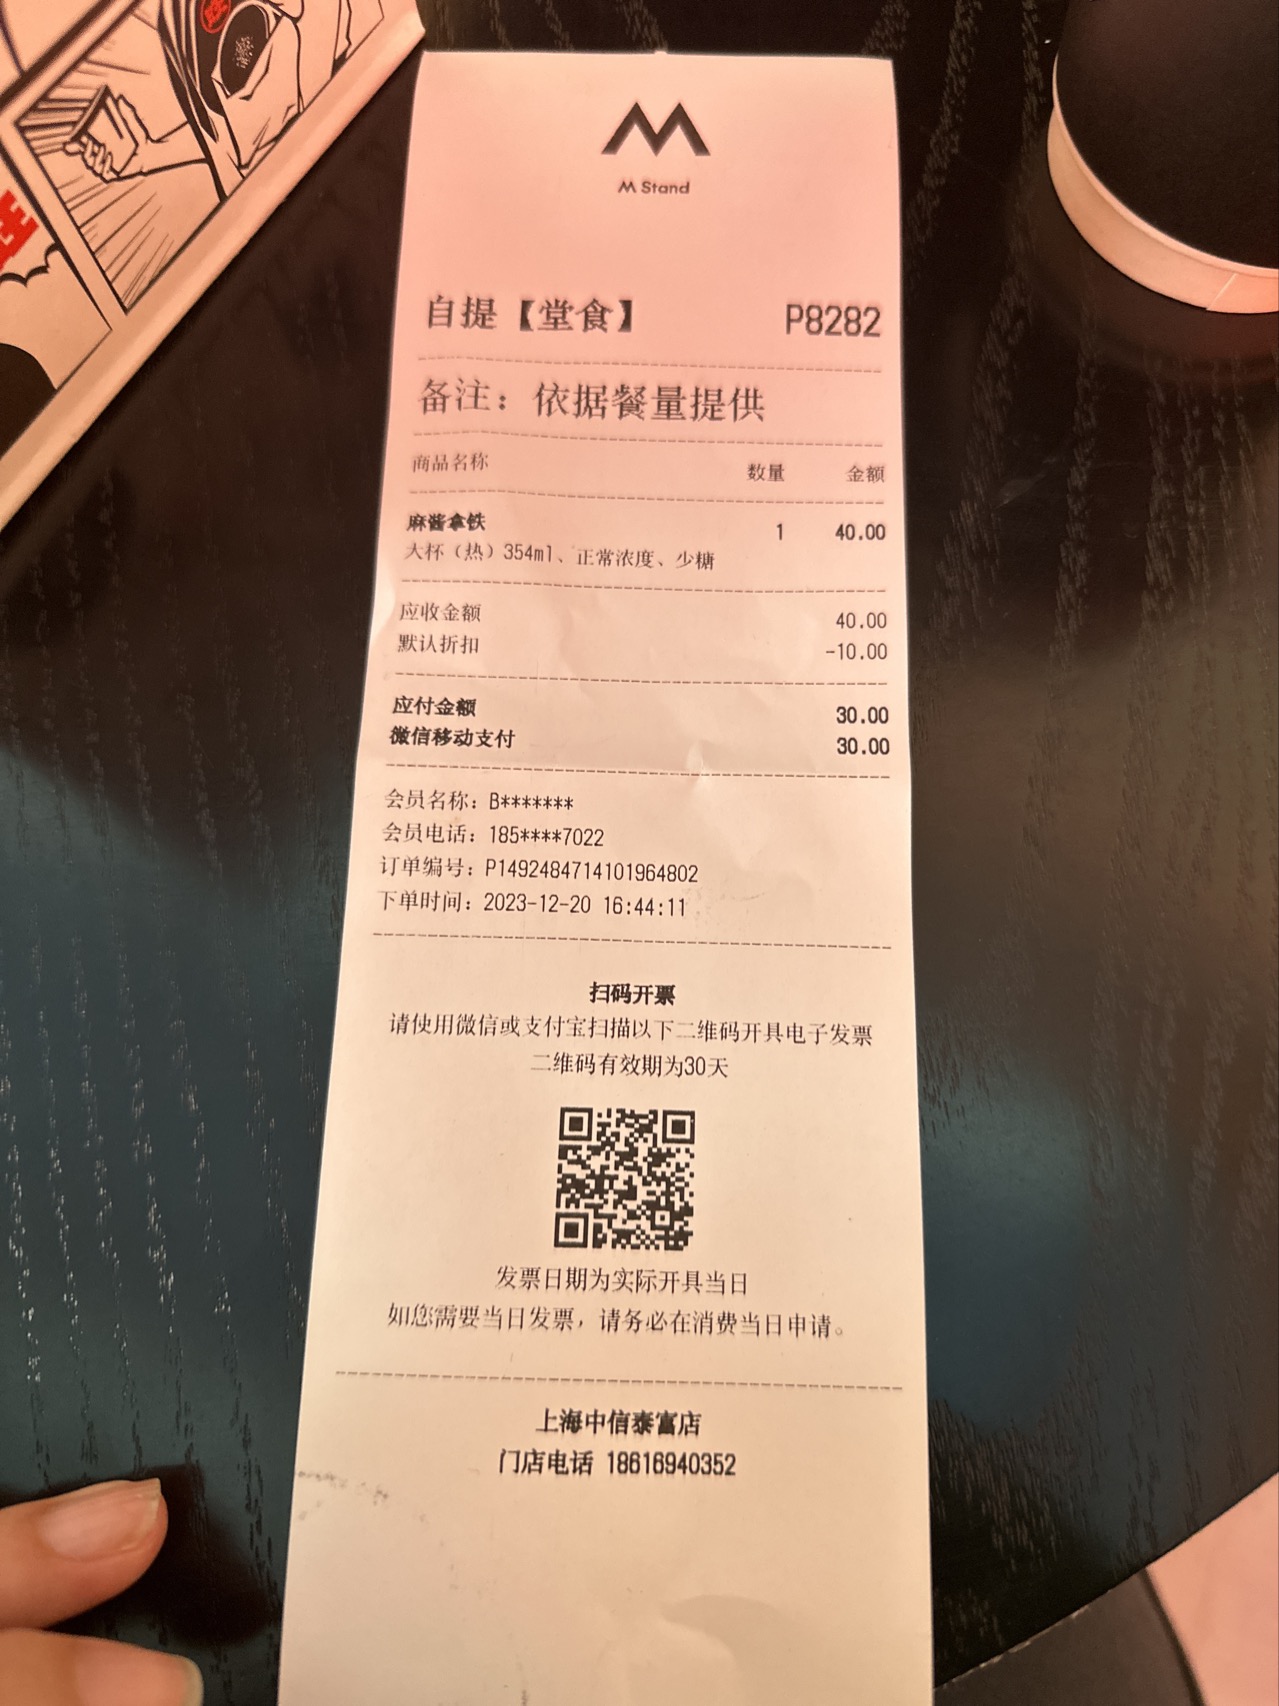 M Stand
自提【堂食】 P8282
备注：依据餐量提供
商品名称 数量 金额
麻酱拿铁 1 40.00
大杯（热）354ml、正常浓度、少糖
应收金额 40.00
默认折扣 -10.00
应付金额 30.00
微信移动支付 30.00
会员名称：B*******
会员电话：185****7022
订单编号：P1492484714101964802
下单时间：2023-12-20 16:44:11
扫码开票
请使用微信或支付宝扫描以下二维码开具电子发票
二维码有效期为30天
发票日期为实际开具当日
如您需要当日发票，请务必在消费当日申请。
上海中信泰富店
门店电话 18616940352